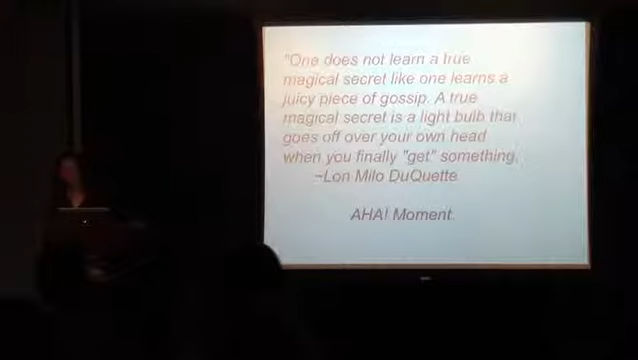 "One does not learn a true
magical secret like one learns a
juicy piece of gossip. A true
magical secret is a light bulb that
goes off over your own head
when you finally "get" something.
~Lon Milo DuQuette
AHA! Moment.